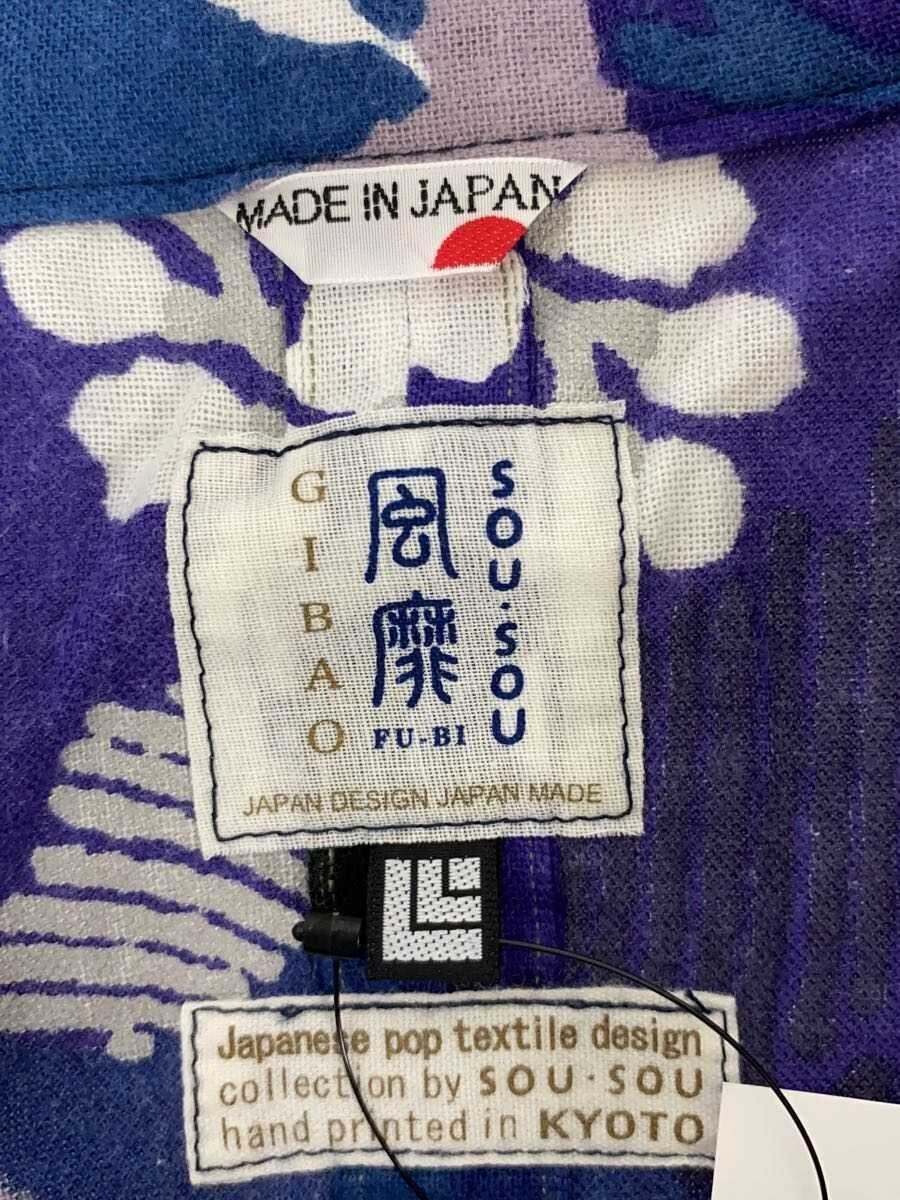 MADE IN JAPAN
GIBAO
風靡
FU-BI
SOU·SOU
JAPAN DESIGN JAPAN MADE
Japanese pop textile design
collection by SOU·SOU
hand printed in KYOTO